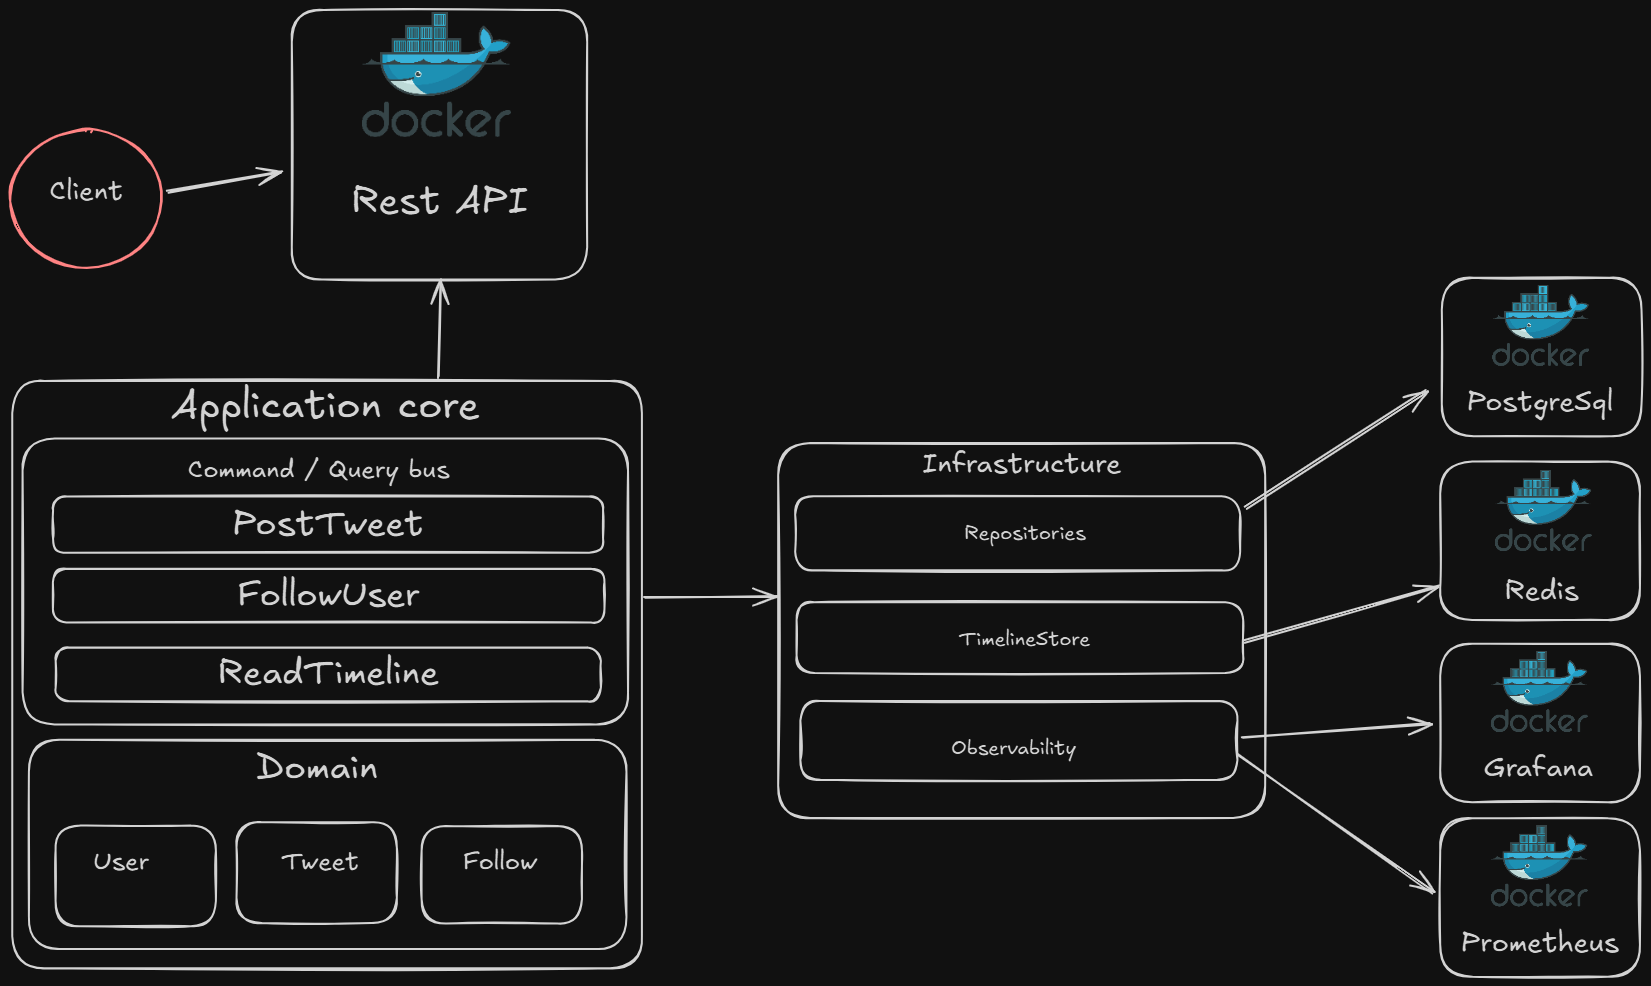 docker
Rest API
Client
Application core
Command / Query bus
PostTweet
FollowUser
ReadTimeline
Domain
User
Tweet
Follow
Infrastructure
Repositories
TimelineStore
Observability
docker
PostgreSql
docker
Redis
docker
Grafana
docker
Prometheus